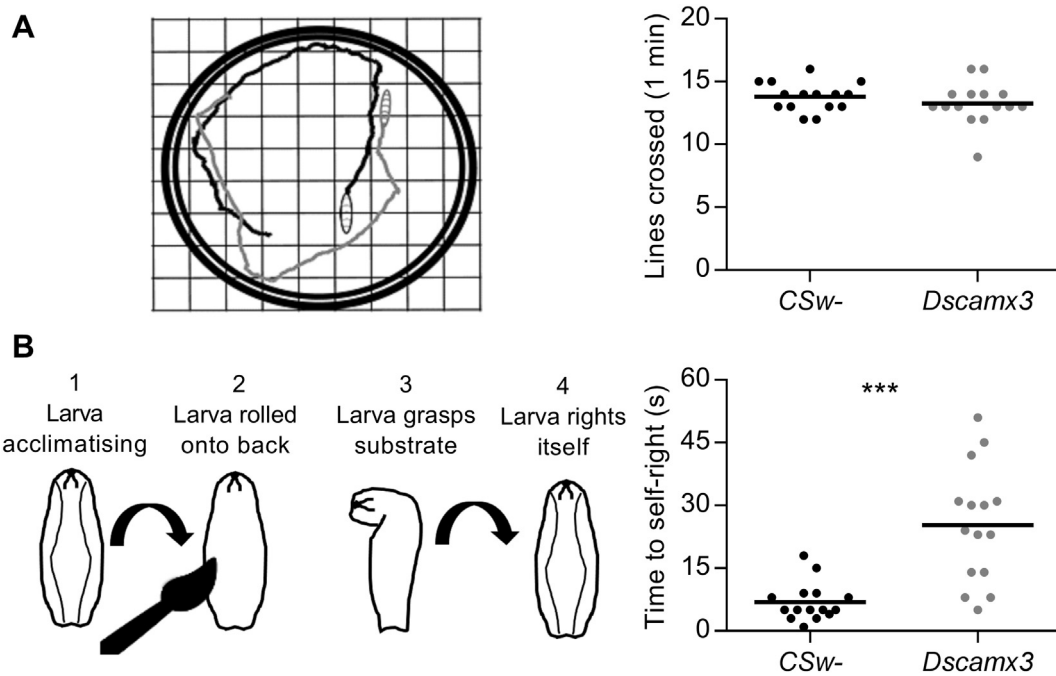 A
Lines crossed (1 min)
20
15
10
5
0
CSw-
Dscamx3
B
1
Larva
acclimatising
2
Larva rolled
onto back
3
Larva grasps
substrate
4
Larva rights
itself
Time to self-right (s)
60
45
30
15
0
***
CSw-
Dscamx3